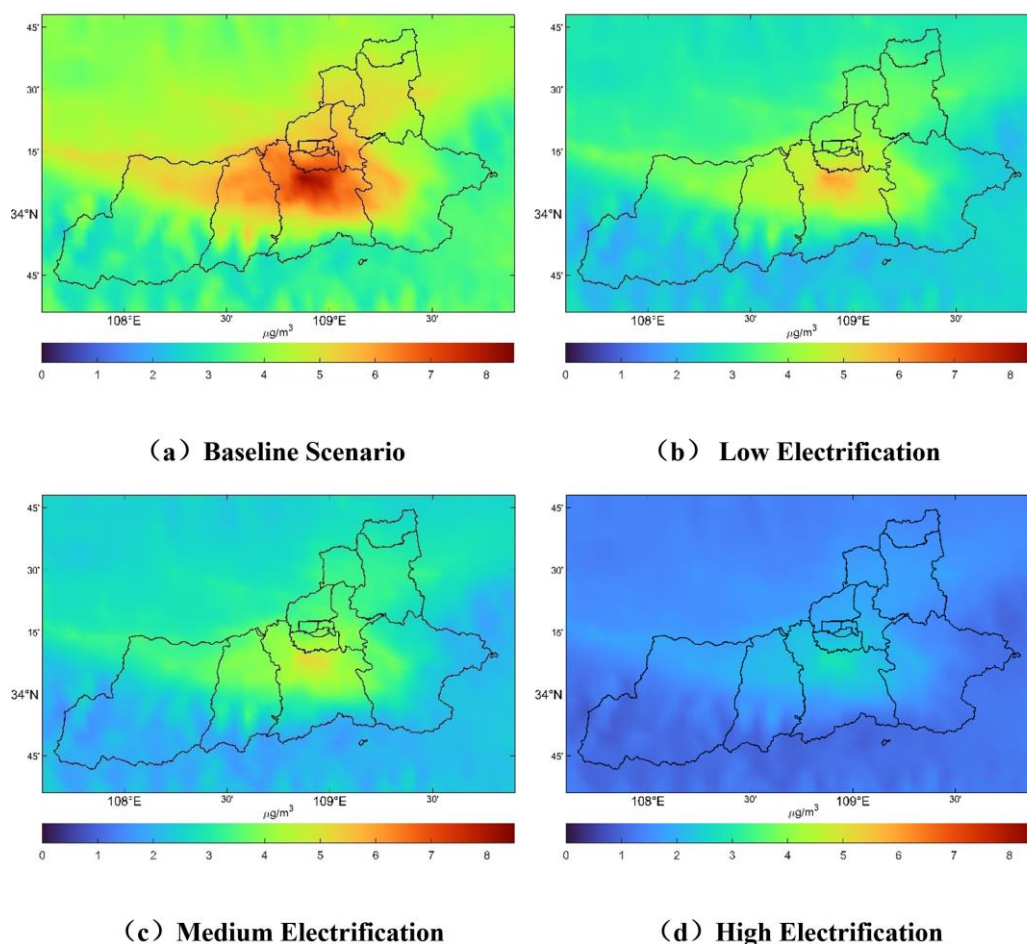 45'
45'
30'
30'
15'
15'
34°N
34°N
45'
45'
108°E 30' 109°E 30'
108°E 30' 109°E 30'
μg/m³
μg/m³
0 1 2 3 4 5 6 7 8
0 1 2 3 4 5 6 7 8
（a）Baseline Scenario
（b） Low Electrification
45'
45'
30'
30'
15'
15'
34°N
34°N
45'
45'
108°E 30' 109°E 30'
108°E 30' 109°E 30'
μg/m³
μg/m³
0 1 2 3 4 5 6 7 8
0 1 2 3 4 5 6 7 8
（c）Medium Electrification
（d）High Electrification